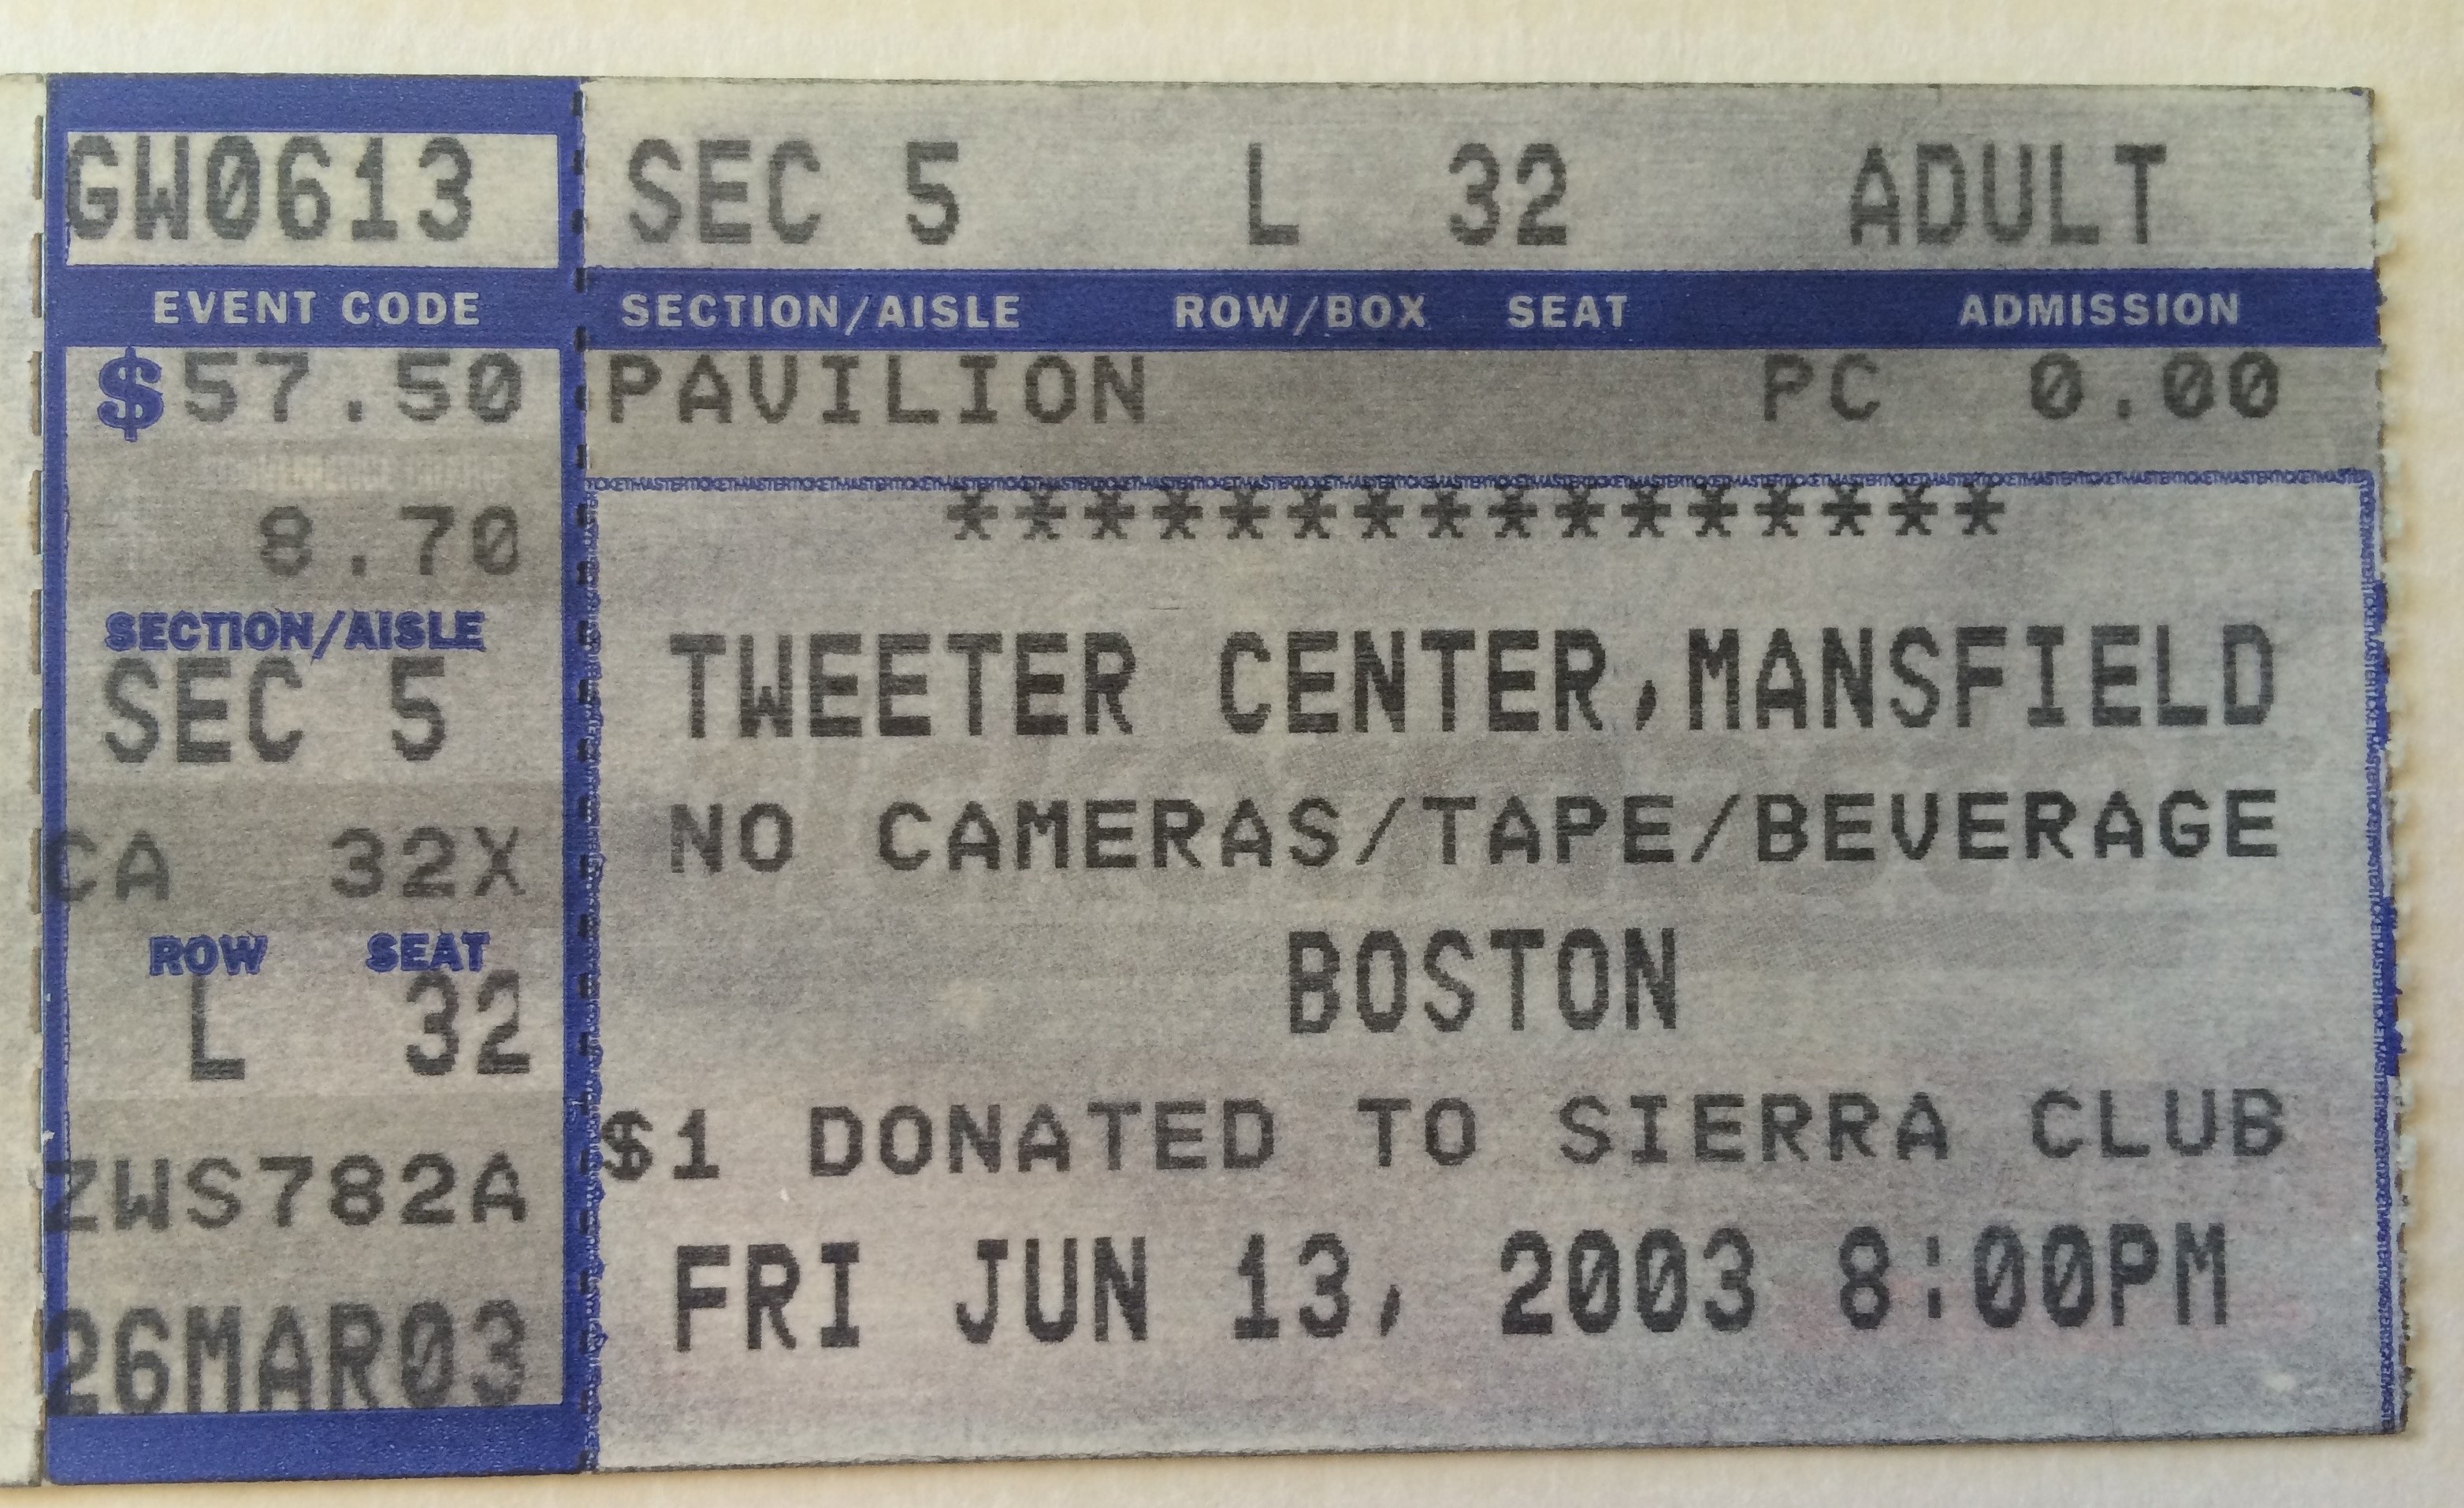 GW0613
EVENT CODE
$57.50
8.70
SECTION/AISLE
SEC 5
CA 32X
ROW SEAT
L 32
ZWS782A
26MAR03
SEC 5 L 32 ADULT
SECTION/AISLE ROW/BOX SEAT ADMISSION
PAVILION PC 0.00
****************
TWEETER CENTER,MANSFIELD
NO CAMERAS/TAPE/BEVERAGE
BOSTON
$1 DONATED TO SIERRA CLUB
FRI JUN 13, 2003 8:00PM